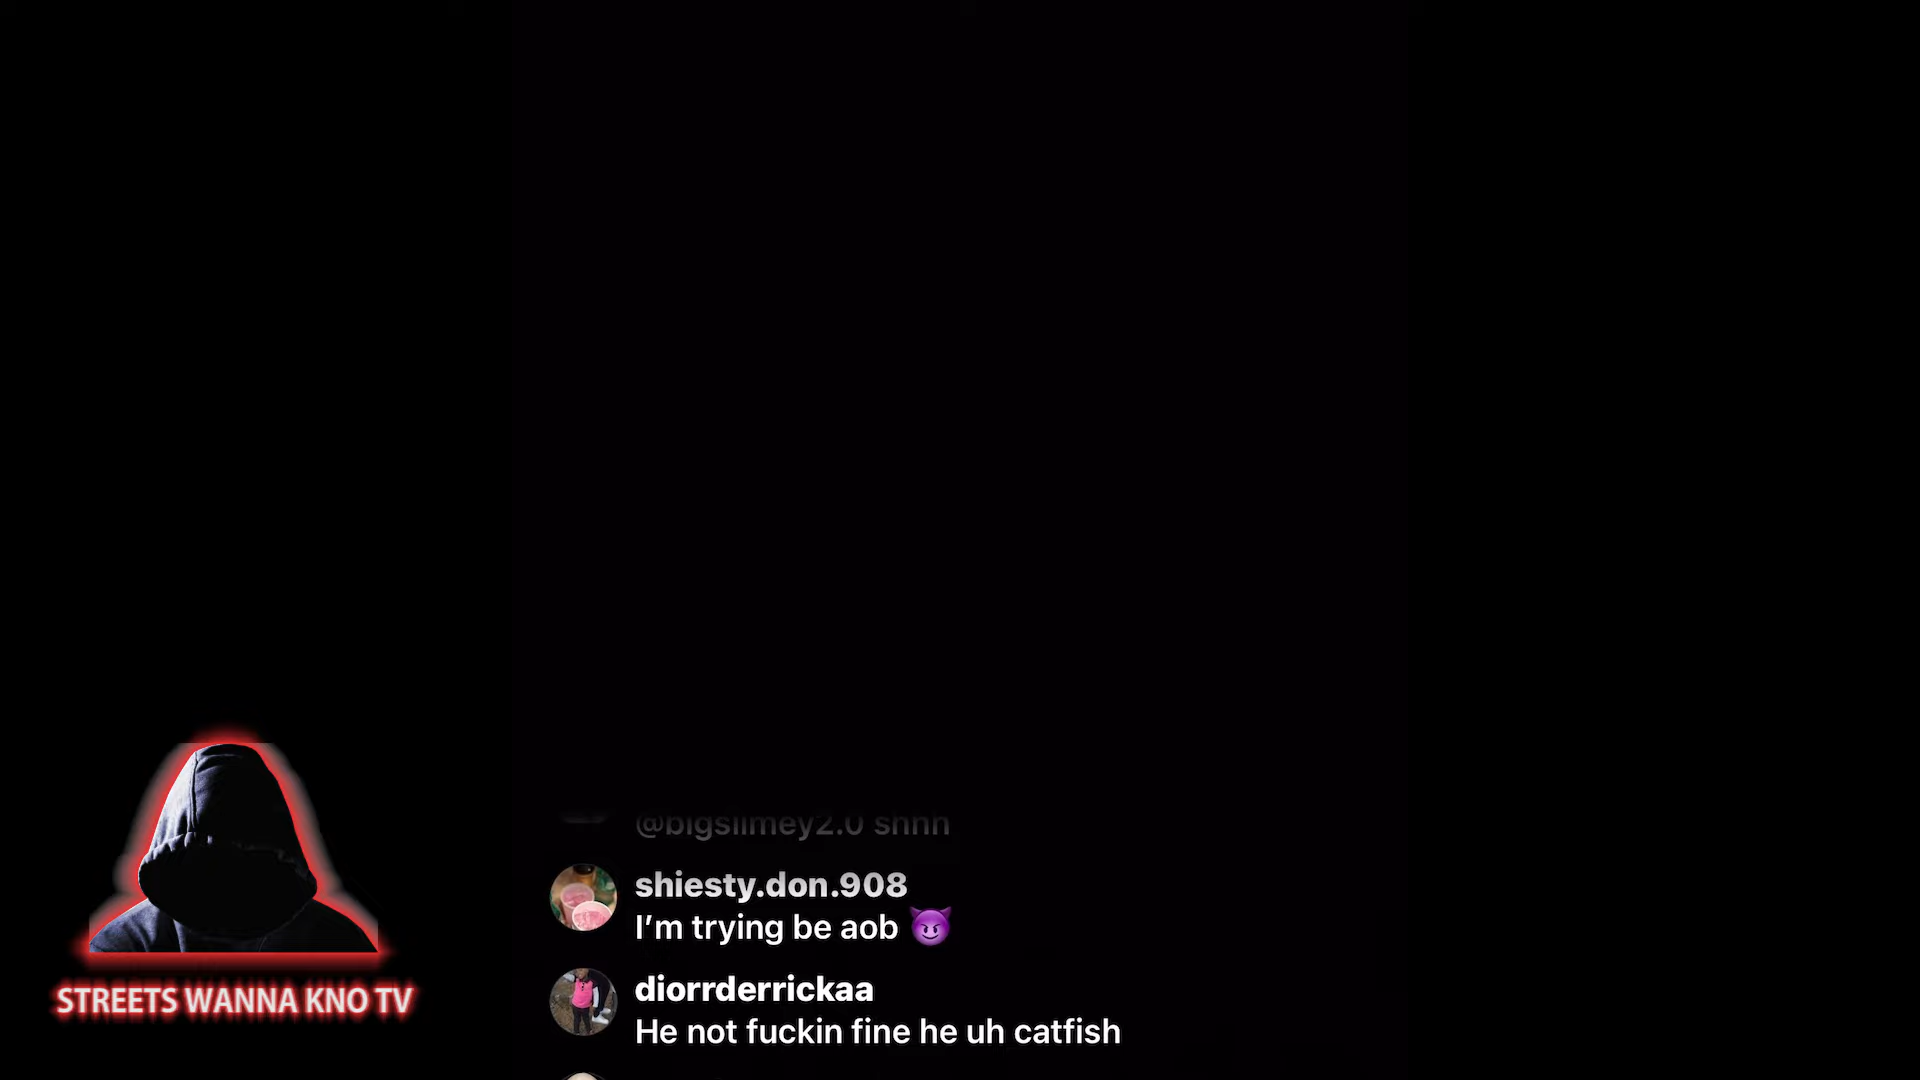 @bigslimey2.0 shhh
shiesty.don.908
I’m trying be aob 😈
diorrderrickaa
He not fuckin fine he uh catfish
STREETS WANNA KNO TV